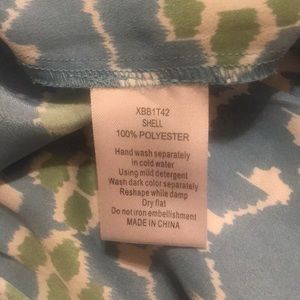 XBB1T42
SHELL
100% POLYESTER
Hand wash separately
in cold water
Using mild detergent
Wash dark color separately
Reshape while damp
Dry flat
Do not iron embellishment
MADE IN CHINA